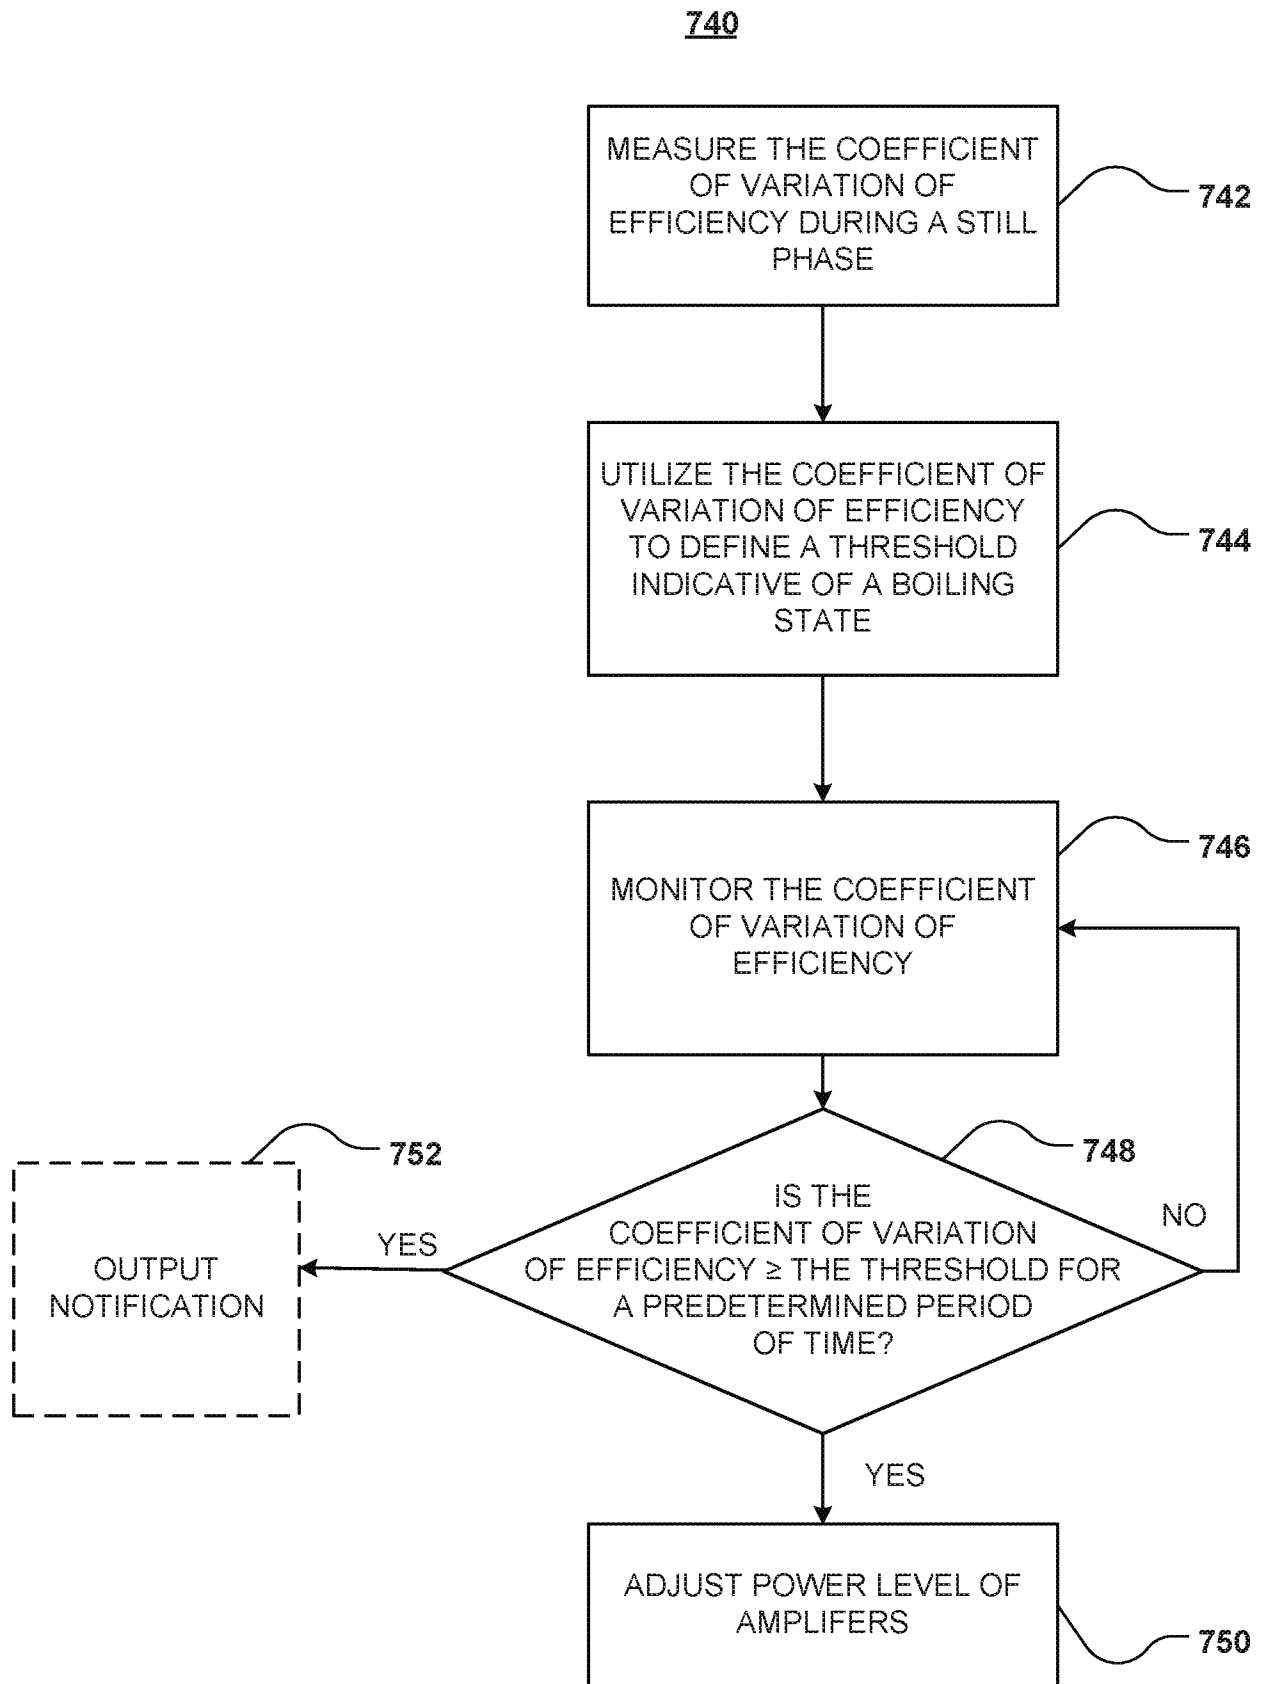 740
MEASURE THE COEFFICIENT
OF VARIATION OF
EFFICIENCY DURING A STILL
PHASE
742
UTILIZE THE COEFFICIENT OF
VARIATION OF EFFICIENCY
TO DEFINE A THRESHOLD
INDICATIVE OF A BOILING
STATE
744
MONITOR THE COEFFICIENT
OF VARIATION OF
EFFICIENCY
746
IS THE
COEFFICIENT OF VARIATION
OF EFFICIENCY ≥ THE THRESHOLD FOR
A PREDETERMINED PERIOD
OF TIME?
748
NO
YES
OUTPUT
NOTIFICATION
752
YES
ADJUST POWER LEVEL OF
AMPLIFERS
750